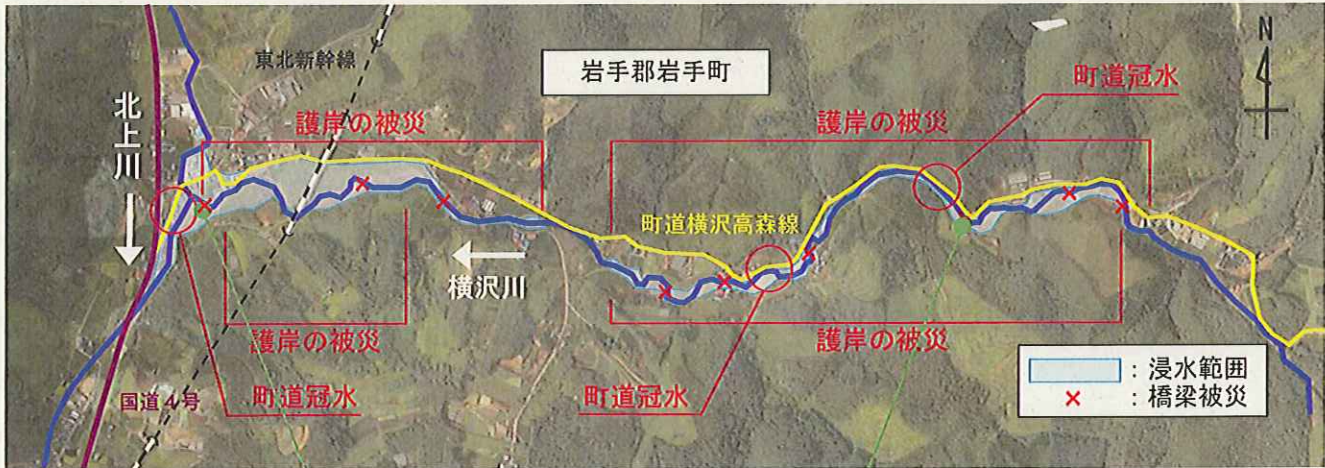 東北新幹線
岩手郡岩手町
町道冠水
N
北上川
護岸の被災
護岸の被災
町道横沢高森線
横沢川
護岸の被災
護岸の被災
国道4号
町道冠水
町道冠水
：浸水範囲
×：橋梁被災